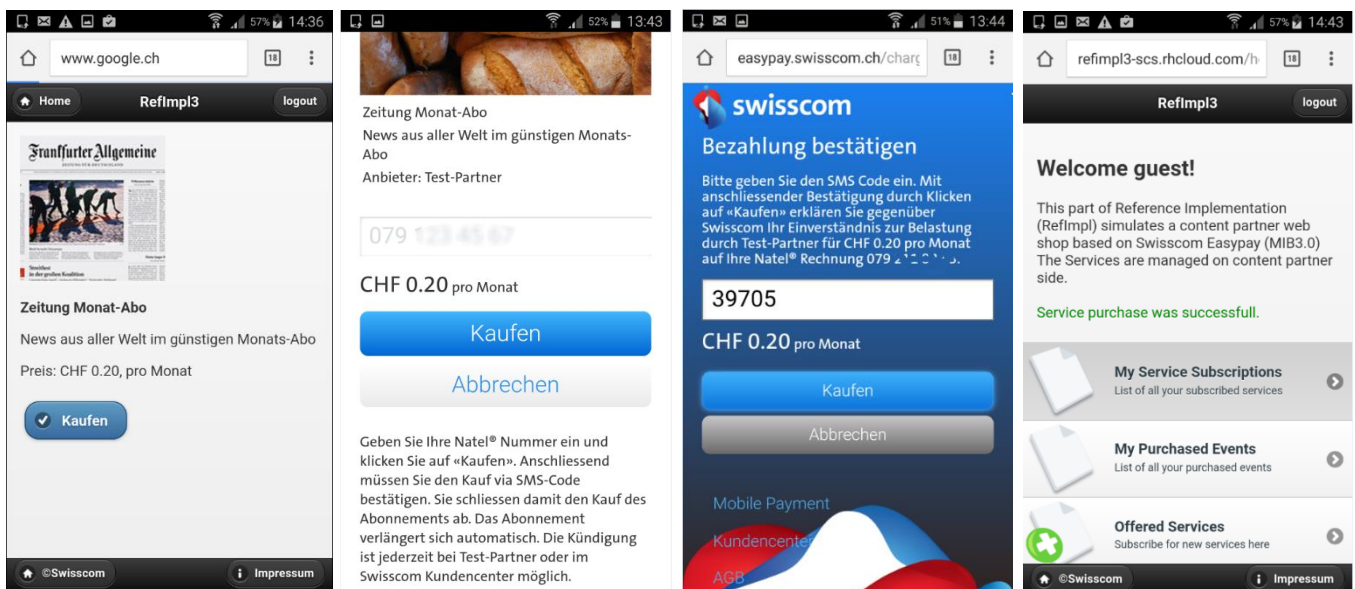 57% 14:36
www.google.ch
18
Home
RefImpl3
logout
Frankfurter Allgemeine
ZEITUNG FÜR DEUTSCHLAND
Streitlust
in der großen Koalition
Zeitung Monat-Abo
News aus aller Welt im günstigen Monats-Abo
Preis: CHF 0.20, pro Monat
Kaufen
©Swisscom
Impressum
52% 13:43
Zeitung Monat-Abo
News aus aller Welt im günstigen Monats-
Abo
Anbieter: Test-Partner
079 123 45 67
CHF 0.20 pro Monat
Kaufen
Abbrechen
Geben Sie Ihre Natel® Nummer ein und
klicken Sie auf «Kaufen». Anschliessend
müssen Sie den Kauf via SMS-Code
bestätigen. Sie schliessen damit den Kauf des
Abonnements ab. Das Abonnement
verlängert sich automatisch. Die Kündigung
ist jederzeit bei Test-Partner oder im
Swisscom Kundencenter möglich.
51% 13:44
easypay.swisscom.ch/charg
18
swisscom
Bezahlung bestätigen
Bitte geben Sie den SMS Code ein. Mit
anschliessender Bestätigung durch Klicken
auf «Kaufen» erklären Sie gegenüber
Swisscom Ihr Einverständnis zur Belastung
durch Test-Partner für CHF 0.20 pro Monat
auf Ihre Natel® Rechnung 079
39705
CHF 0.20 pro Monat
Kaufen
Abbrechen
Mobile Payment
Kundencenter
AGB
57% 14:43
refimpl3-scs.rhcloud.com/h
18
RefImpl3
logout
Welcome guest!
This part of Reference Implementation
(RefImpl) simulates a content partner web
shop based on Swisscom Easypay (MIB3.0)
The Services are managed on content partner
side.
Service purchase was successfull.
My Service Subscriptions
List of all your subscribed services
My Purchased Events
List of all your purchased events
Offered Services
Subscribe for new services here
©Swisscom
Impressum